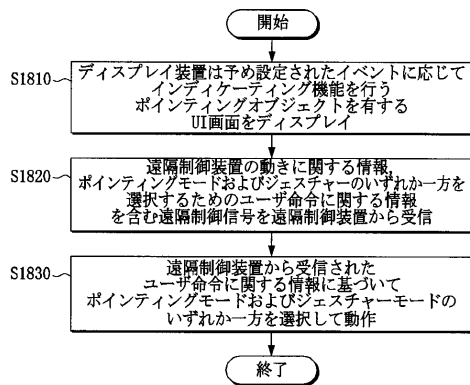 開始
S1810
ディスプレイ装置は予め設定されたイベントに応じて
インディケーティング機能を行う
ポインティングオブジェクトを有する
UI画面をディスプレイ
S1820
遠隔制御装置の動きに関する情報,
ポインティングモードおよびジェスチャーのいずれか一方を
選択するためのユーザ命令に関する情報
を含む遠隔制御信号を遠隔制御装置から受信
S1830
遠隔制御装置から受信された
ユーザ命令に関する情報に基づいて
ポインティングモードおよびジェスチャーモードの
いずれか一方を選択して動作
終了